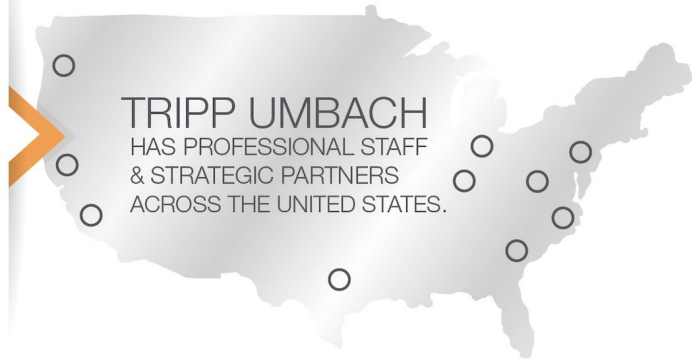 TRIPP UMBACH
HAS PROFESSIONAL STAFF
& STRATEGIC PARTNERS
ACROSS THE UNITED STATES.